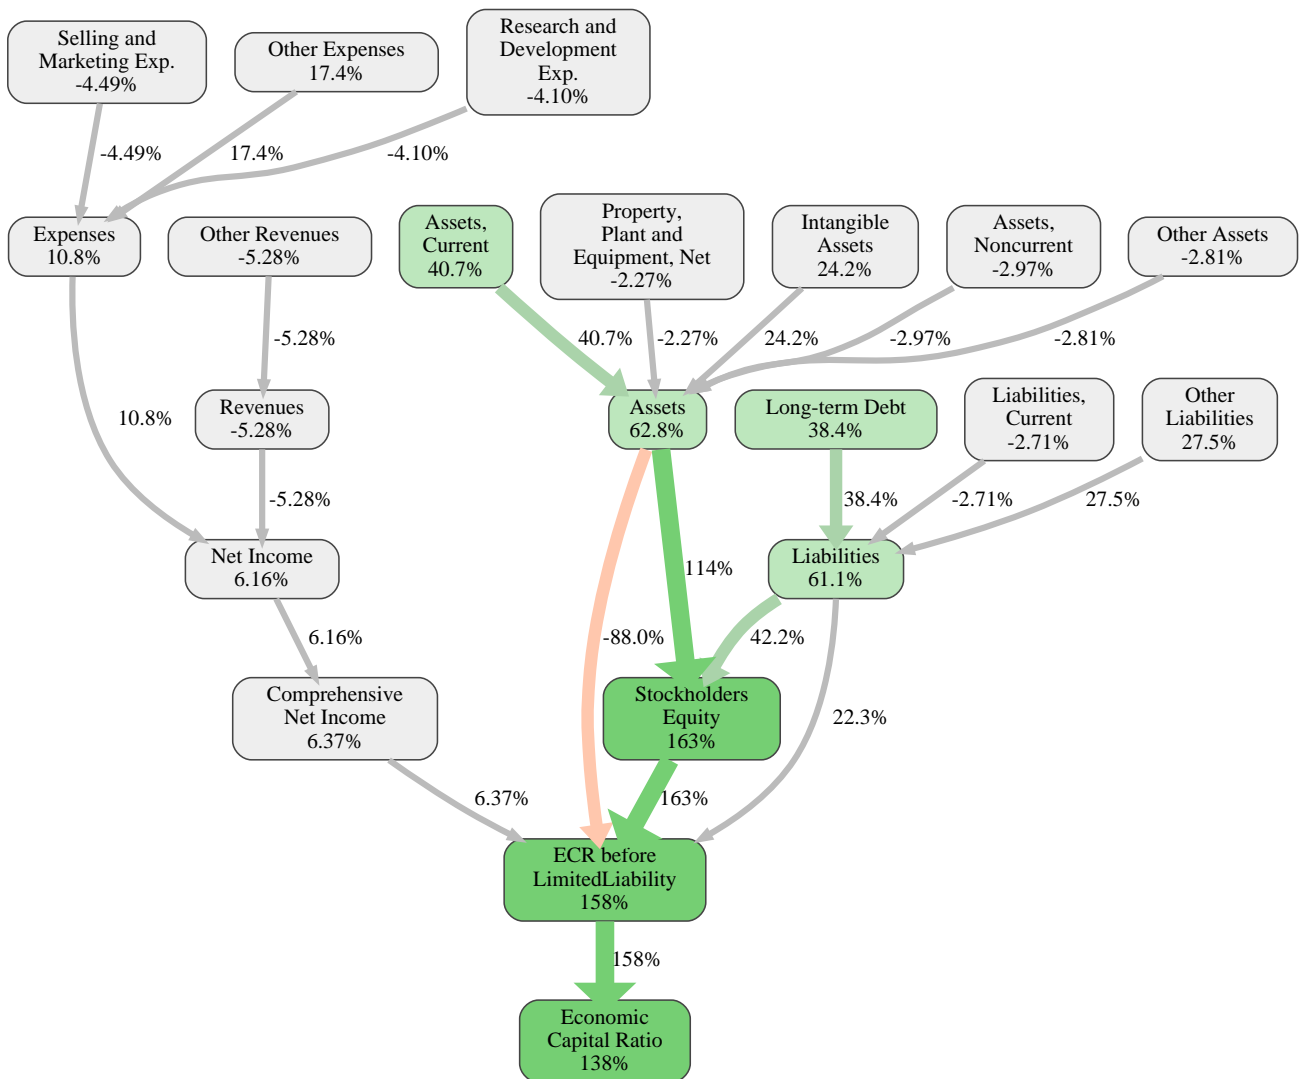 Selling and
Marketing Exp.
-4.49%
Other Expenses
17.4%
Research and
Development
Exp.
-4.10%
-4.49%
17.4%
-4.10%
Expenses
10.8%
Other Revenues
-5.28%
Assets,
Current
40.7%
Property,
Plant and
Equipment, Net
-2.27%
Intangible
Assets
24.2%
Assets,
Noncurrent
-2.97%
Other Assets
-2.81%
-5.28%
40.7%
-2.27%
24.2%
-2.97%
-2.81%
10.8%
Revenues
-5.28%
Assets
62.8%
Long-term Debt
38.4%
Liabilities,
Current
-2.71%
Other
Liabilities
27.5%
-5.28%
38.4%
-2.71%
27.5%
Net Income
6.16%
114%
Liabilities
61.1%
6.16%
-88.0%
42.2%
Comprehensive
Net Income
6.37%
Stockholders
Equity
163%
22.3%
6.37%
163%
ECR before
LimitedLiability
158%
158%
Economic
Capital Ratio
138%